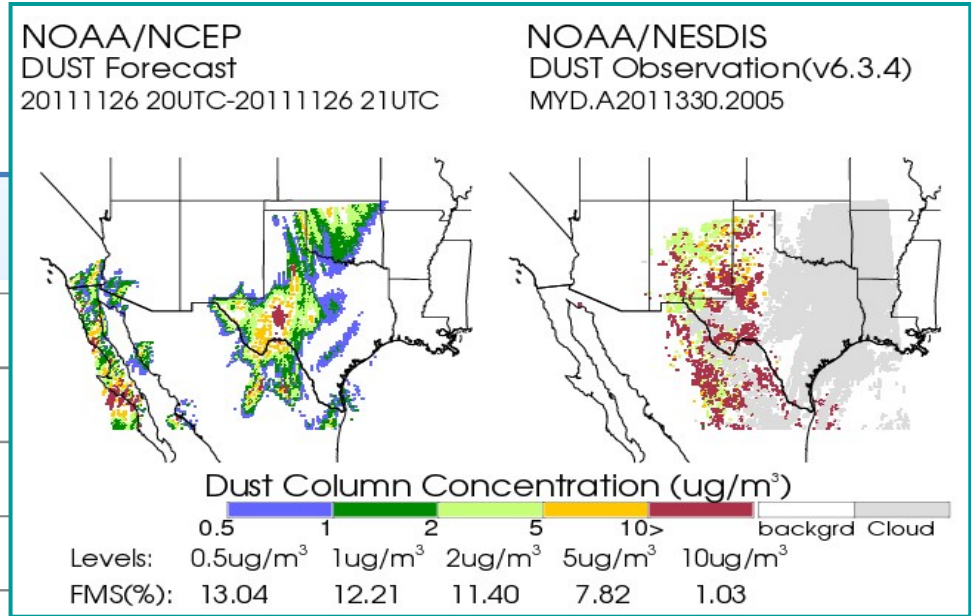 NOAA/NCEP
DUST Forecast
20111126 20UTC-20111126 21UTC
NOAA/NESDIS
DUST Observation(v6.3.4)
MYD.A2011330.2005
Dust Column Concentration (ug/m³)
0.5 1 2 5 10> backgrd Cloud
Levels: 0.5ug/m³ 1ug/m³ 2ug/m³ 5ug/m³ 10ug/m³
FMS(%): 13.04 12.21 11.40 7.82 1.03